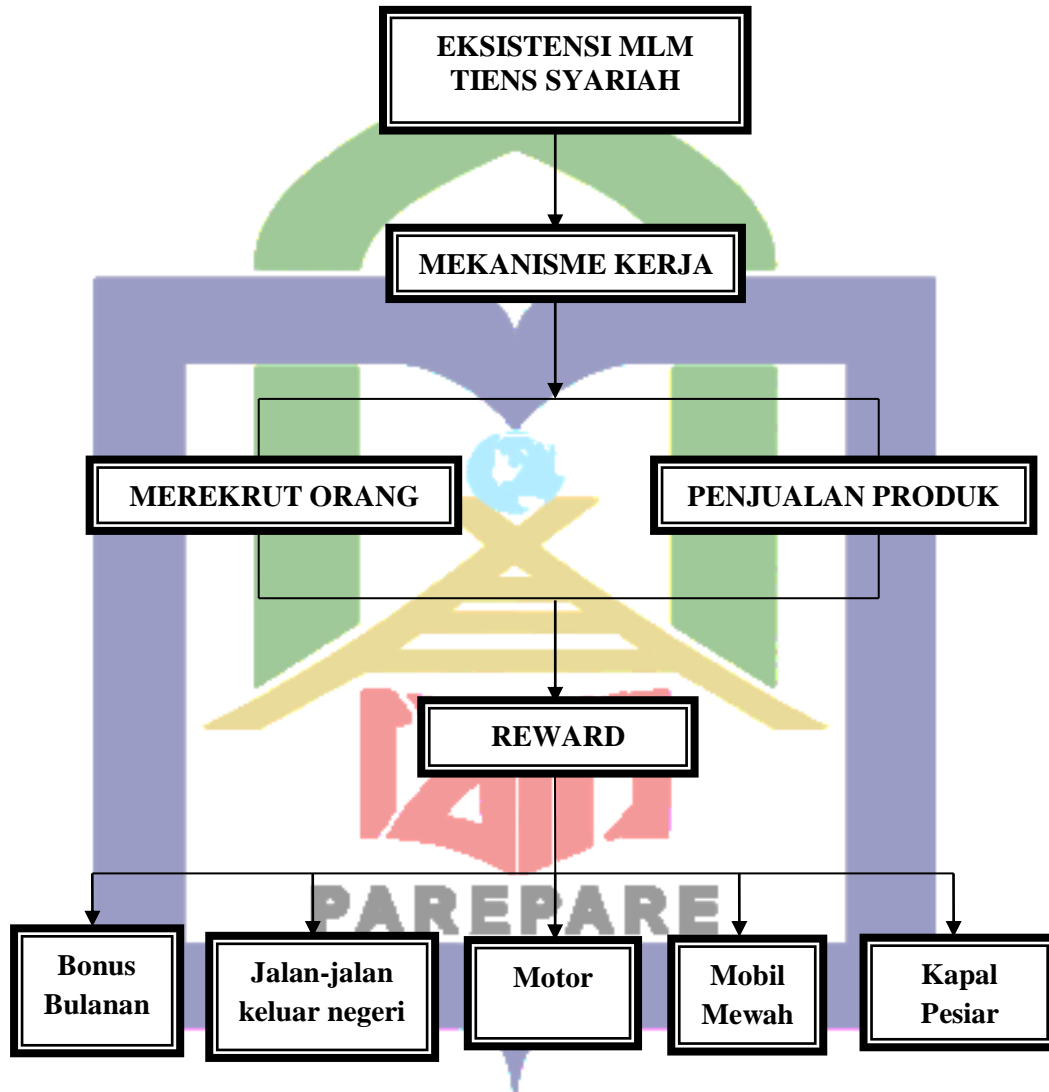 EKSISTENSI MLM
TIENS SYARIAH
MEKANISME KERJA
MEREKRUT ORANG
PENJUALAN PRODUK
REWARD
IAIN
PAREPARE
Bonus
Bulanan
Jalan-jalan
keluar negeri
Motor
Mobil
Mewah
Kapal
Pesiar